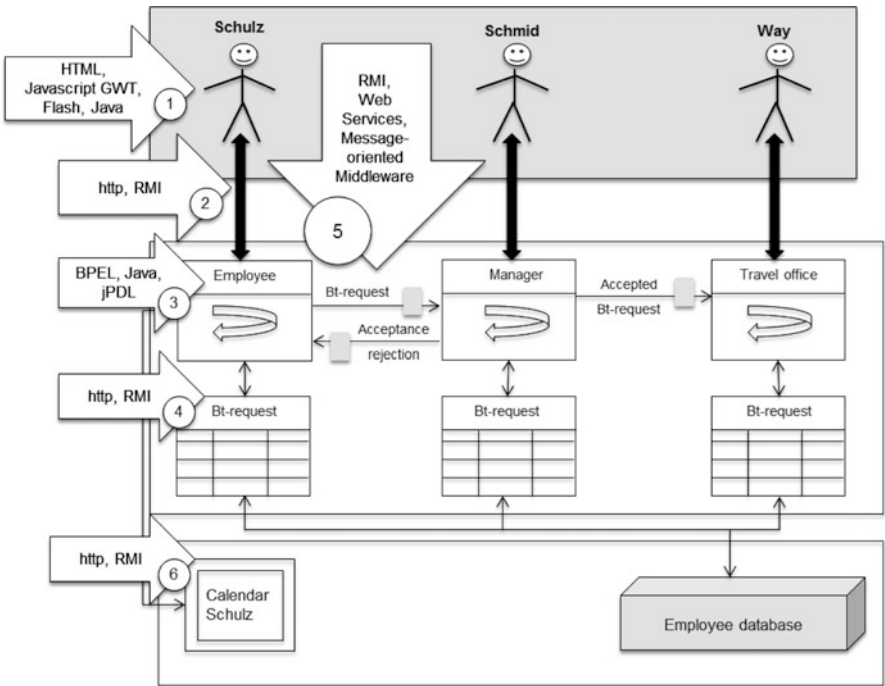 Schulz
Schmid
Way
HTML,
Javascript GWT,
Flash, Java
1
RMI,
Web
Services,
Message-
oriented
Middleware
http, RMI
2
5
BPEL, Java,
jPDL
3
Employee
Bt-request
Acceptance
rejection
Manager
Accepted
Bt-request
Travel office
http, RMI
4
Bt-request
Bt-request
Bt-request
http, RMI
6
Calendar
Schulz
Employee database